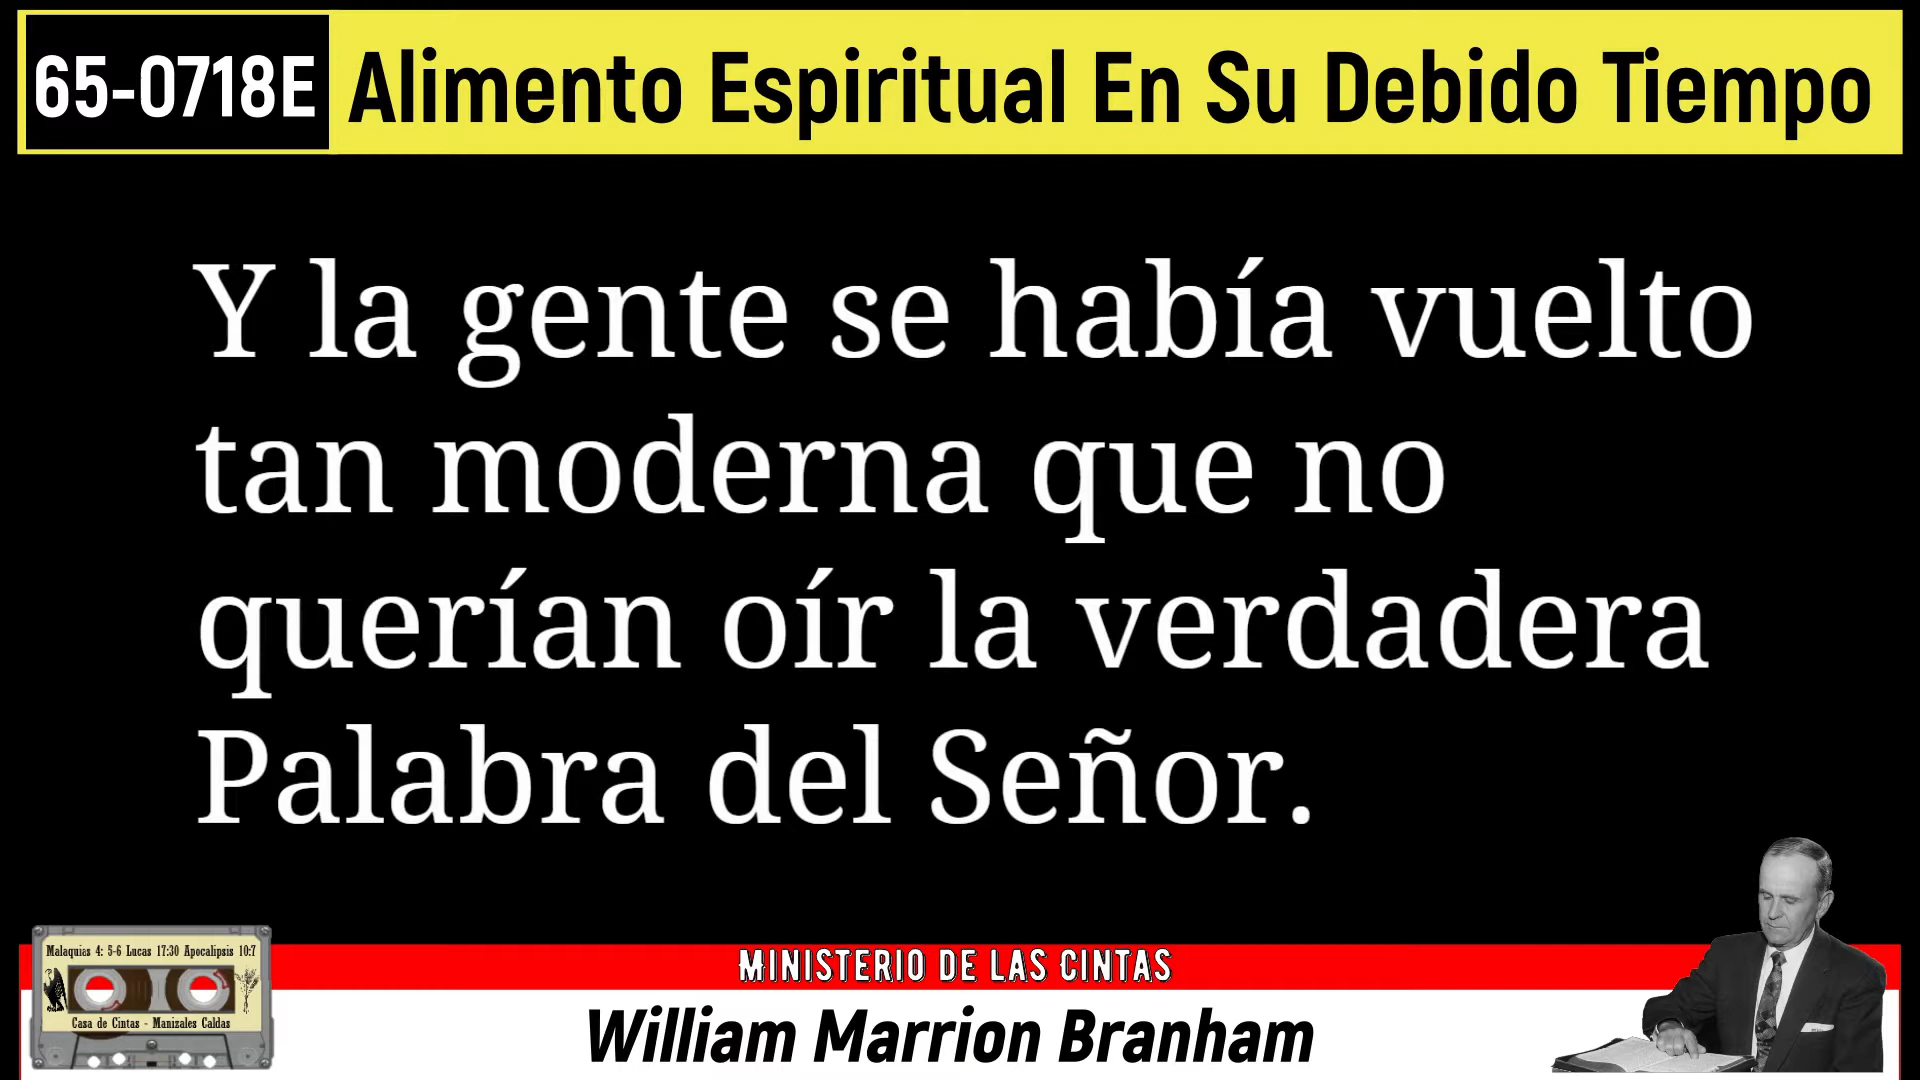 65-0718E Alimento Espiritual En Su Debido Tiempo
Y la gente se había vuelto
tan moderna que no
querían oír la verdadera
Palabra del Señor.
Malaquias 4: 5-6 Lucas 17:30 Apocalipsis 10:7
Casa de Cintas - Manizales Caldas
MINISTERIO DE LAS CINTAS
William Marrion Branham